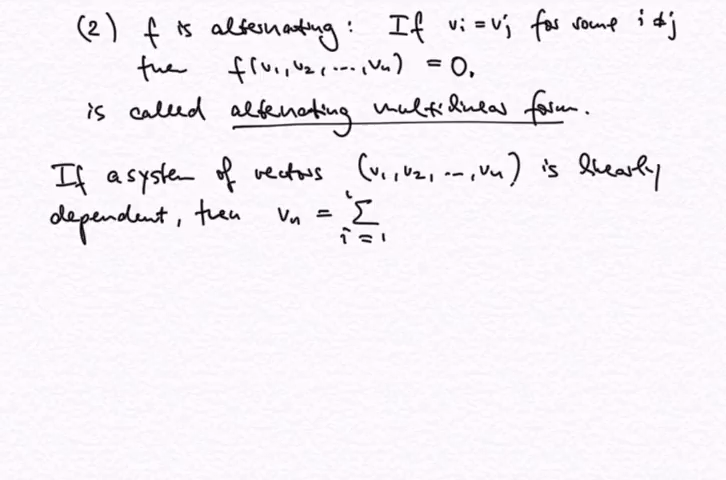 (2) f is alternating: If vi = vj for some i ≠ j
then f(v1, v2, ..., vn) = 0.
is called alternating multilinear form.
If a system of vectors (v1, v2, ..., vn) is linearly
dependent, then vn = Σ i = 1